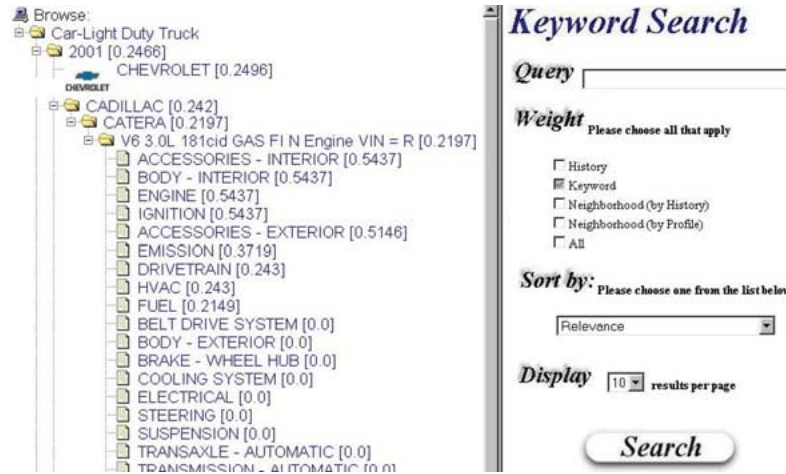 Browse:
Car-Light Duty Truck
2001 [0.2466]
CHEVROLET [0.2496]
CHEVROLET
CADILLAC [0.242]
CATERA [0.2197]
V6 3.0L 181cid GAS FI N Engine VIN = R [0.2197]
ACCESSORIES - INTERIOR [0.5437]
BODY - INTERIOR [0.5437]
ENGINE [0.5437]
IGNITION [0.5437]
ACCESSORIES - EXTERIOR [0.5146]
EMISSION [0.3719]
DRIVETRAIN [0.243]
HVAC [0.243]
FUEL [0.2149]
BELT DRIVE SYSTEM [0.0]
BODY - EXTERIOR [0.0]
BRAKE - WHEEL HUB [0.0]
COOLING SYSTEM [0.0]
ELECTRICAL [0.0]
STEERING [0.0]
SUSPENSION [0.0]
TRANSAXLE - AUTOMATIC [0.0]
TRANSMISSION - AUTOMATIC [0.0]
Keyword Search
Query
Weight Please choose all that apply
History
Keyword
Neighborhood (by History)
Neighborhood (by Profile)
All
Sort by: Please choose one from the list below
Relevance
Display 10 results per page
Search